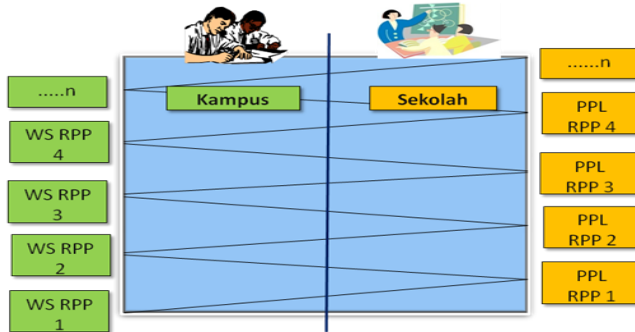 ......n
.....n
Kampus
Sekolah
PPL
RPP 4
WS RPP
4
PPL
RPP 3
WS RPP
3
PPL
RPP 2
WS RPP
2
PPL
RPP 1
WS RPP
1